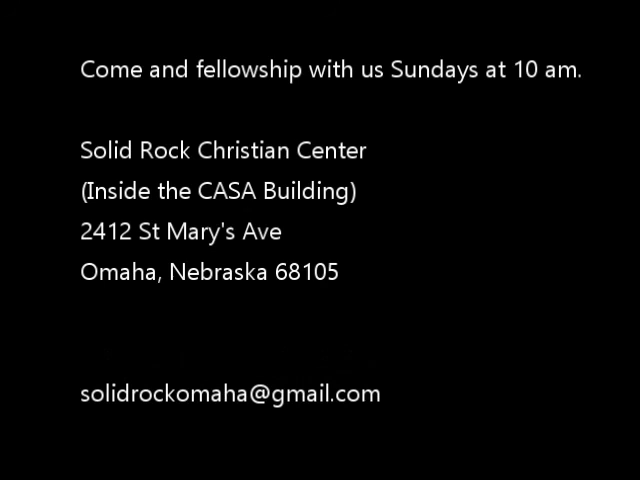 Come and fellowship with us Sundays at 10 am.
Solid Rock Christian Center
(Inside the CASA Building)
2412 St Mary's Ave
Omaha, Nebraska 68105
solidrockomaha@gmail.com